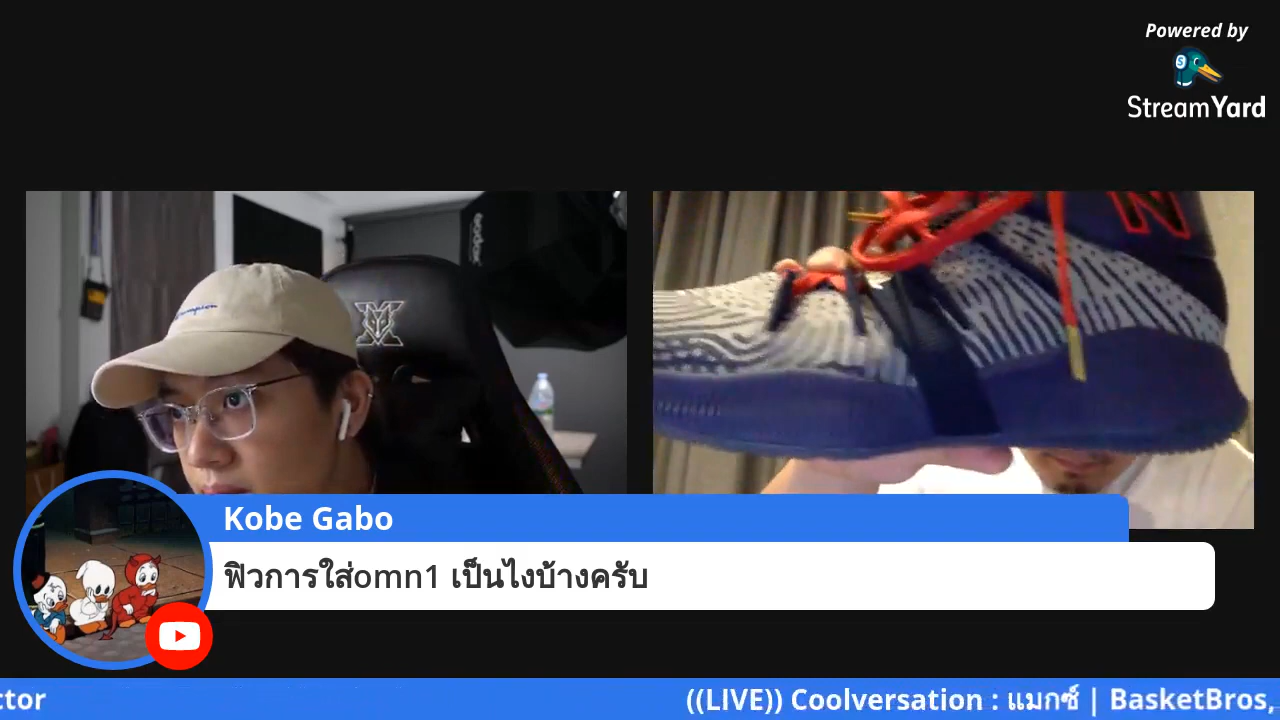 Powered by
StreamYard
godox
N
Kobe Gabo
ฟิวการใส่omn1 เป็นไงบ้างครับ
ctor
((LIVE)) Coolversation : แมกซ์ | BasketBros,